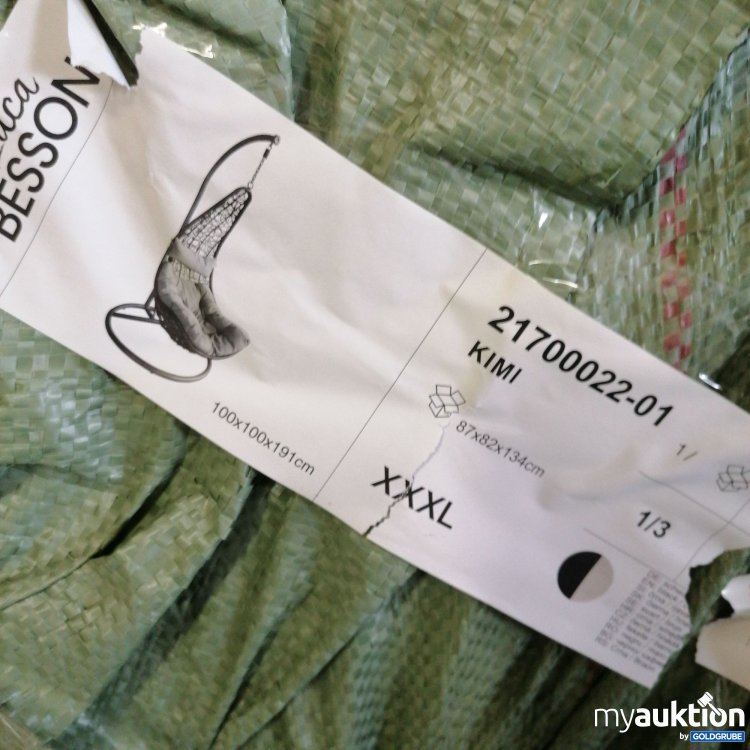 BESSON
100x100x191cm
21700022-01
KIMI
87x82x134cm
1/
XXXL
1/3
myauktion
by GOLDGRUBE